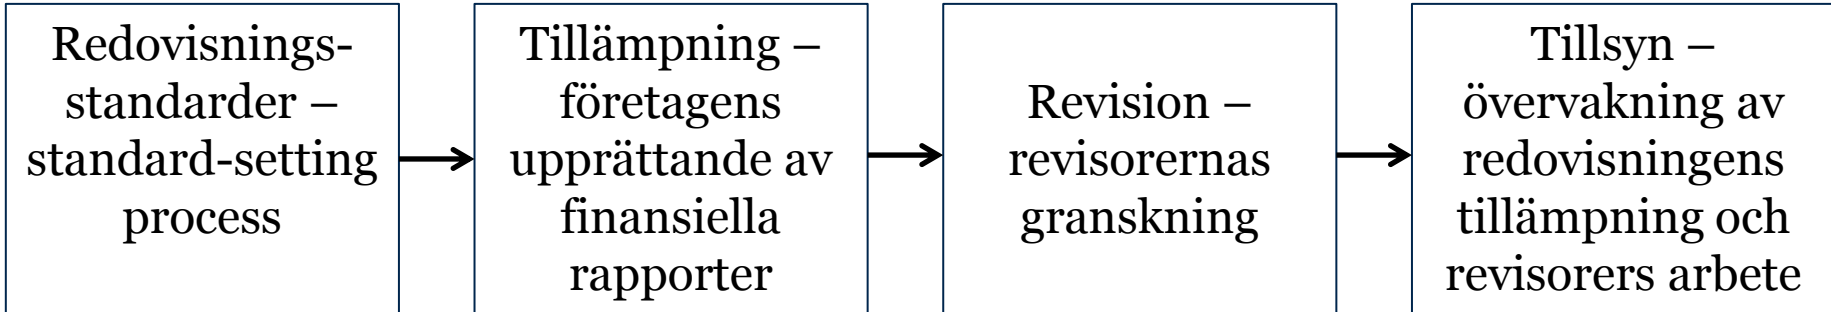 Redovisnings-
standarder –
standard-setting
process
Tillämpning –
företagens
upprättande av
finansiella
rapporter
Revision –
revisorernas
granskning
Tillsyn –
övervakning av
redovisningens
tillämpning och
revisorers arbete